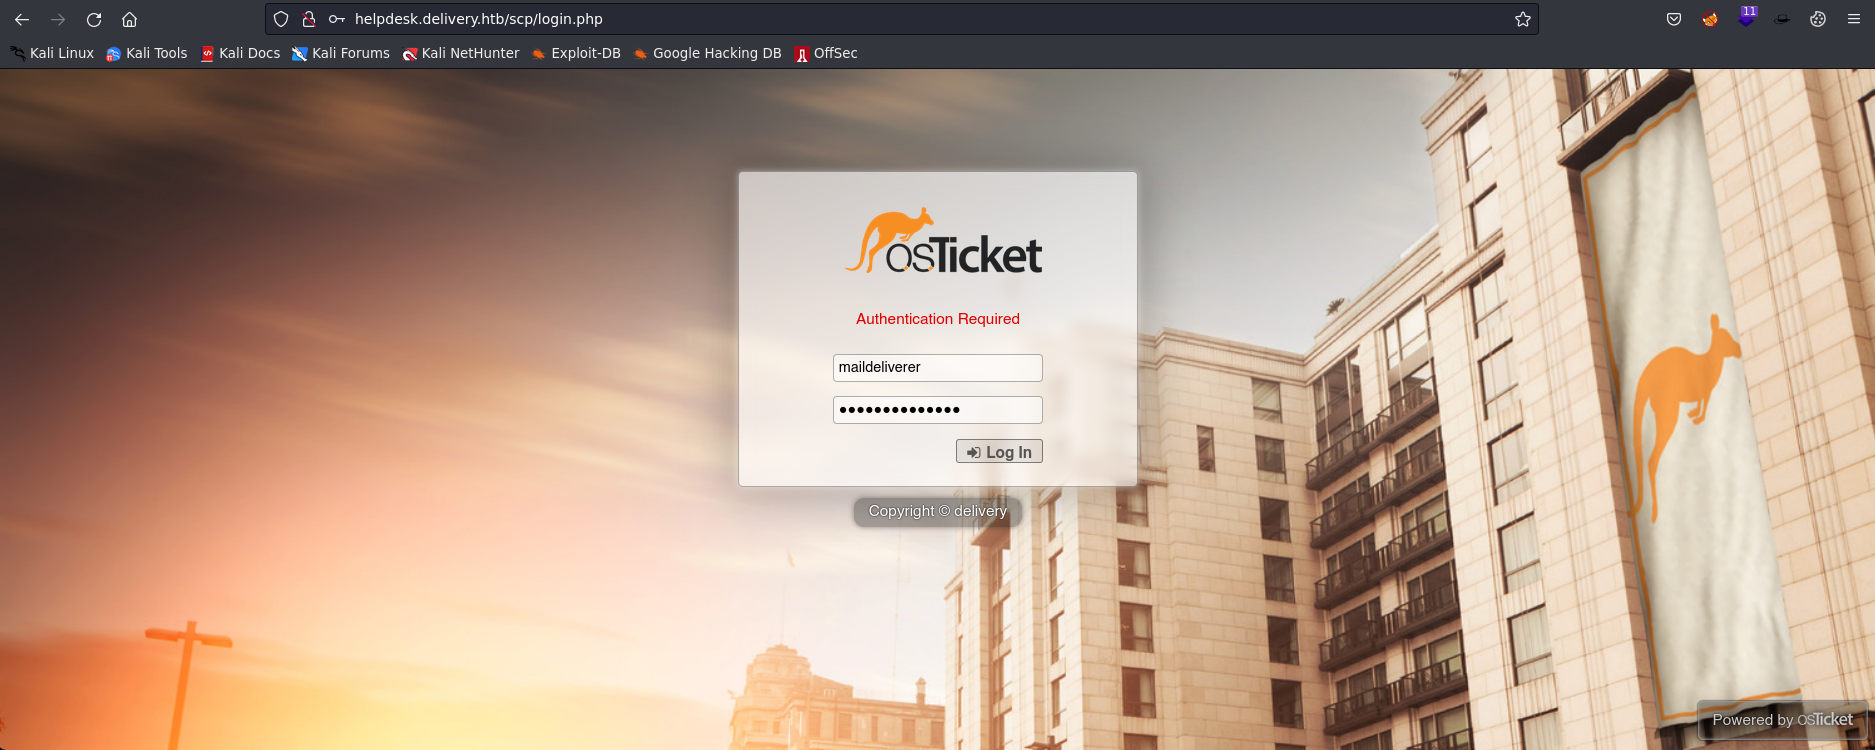 helpdesk.delivery.htb/scp/login.php
11
Kali Linux Kali Tools Kali Docs Kali Forums Kali NetHunter Exploit-DB Google Hacking DB OffSec
osTicket
Authentication Required
maildeliverer
••••••••••••••
Log In
Copyright © delivery
Powered by osTicket